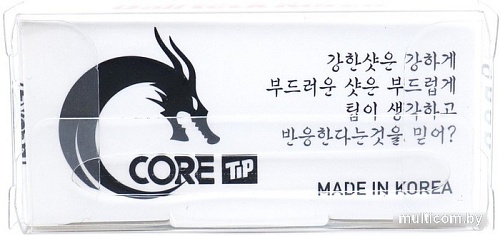 강한샷은 강하게
부드러운 샷은 부드럽게
팁이 생각하고
반응한다는것을 믿어?
CORE TiP
MADE IN KOREA
multicom.by